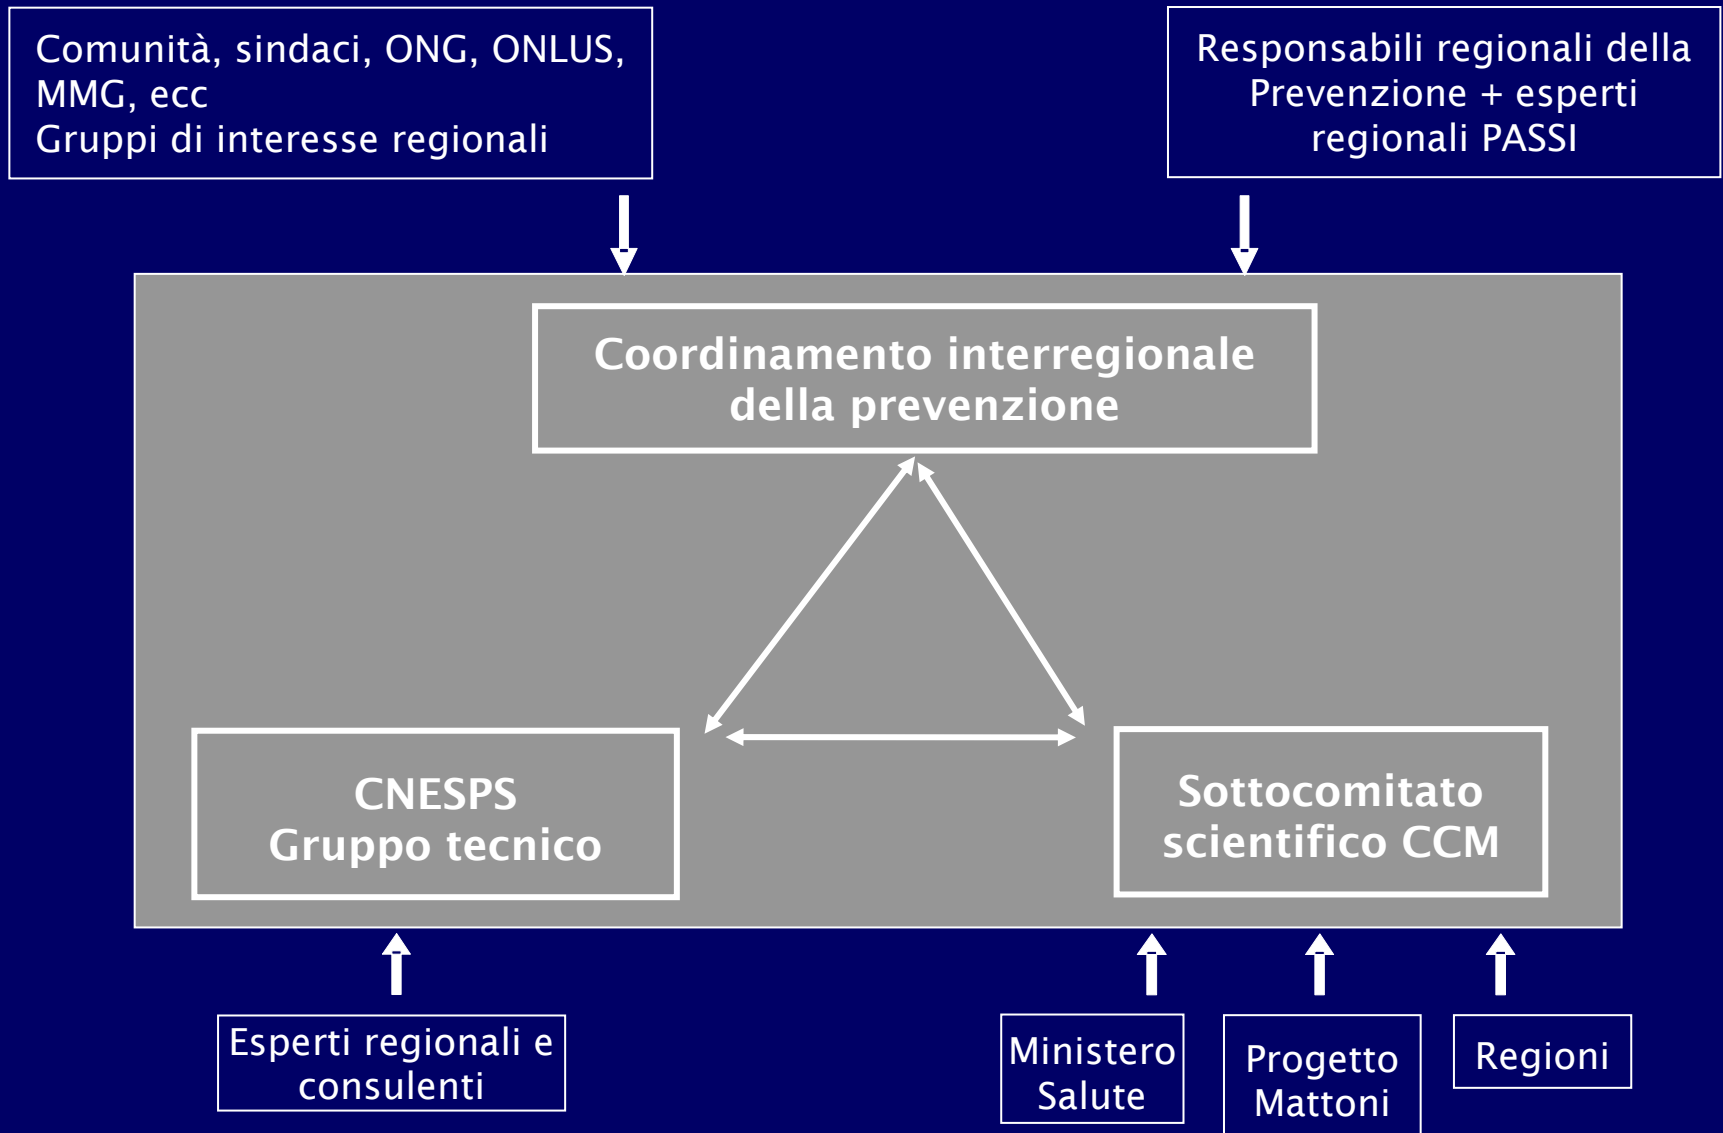 Comunità, sindaci, ONG, ONLUS,
MMG, ecc
Gruppi di interesse regionali
Responsabili regionali della
Prevenzione + esperti
regionali PASSI
Coordinamento interregionale
della prevenzione
CNESPS
Gruppo tecnico
Sottocomitato
scientifico CCM
Esperti regionali e
consulenti
Ministero
Salute
Progetto
Mattoni
Regioni